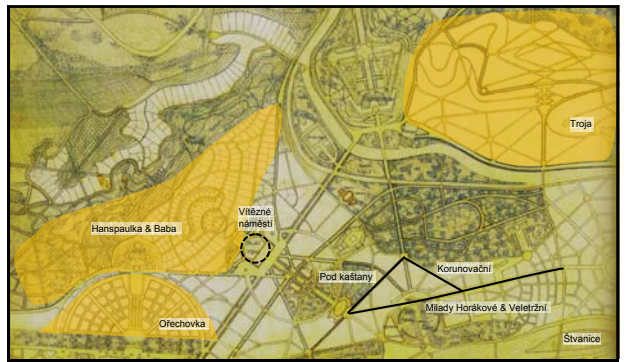 Troja
Vítězné
náměstí
Hanspaulka & Baba
Korunovační
Pod kaštany
Milady Horákové & Veletržní
Ořechovka
Štvanice